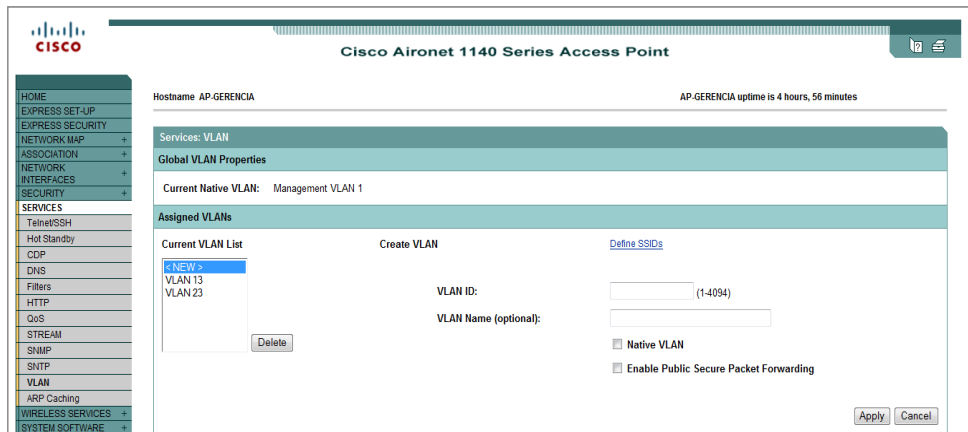 CISCO
Cisco Aironet 1140 Series Access Point
HOME
EXPRESS SET-UP
EXPRESS SECURITY
NETWORK MAP +
ASSOCIATION +
NETWORK
INTERFACES +
SECURITY +
SERVICES
Telnet/SSH
Hot Standby
CDP
DNS
Filters
HTTP
QoS
STREAM
SNMP
SNTP
VLAN
ARP Caching
WIRELESS SERVICES +
SYSTEM SOFTWARE +
Hostname AP-GERENCIA
AP-GERENCIA uptime is 4 hours, 56 minutes
Services: VLAN
Global VLAN Properties
Current Native VLAN: Management VLAN 1
Assigned VLANs
Current VLAN List
< NEW >
VLAN 13
VLAN 23
Delete
Create VLAN
Define SSIDs
VLAN ID: (1-4094)
VLAN Name (optional):
Native VLAN
Enable Public Secure Packet Forwarding
Apply Cancel